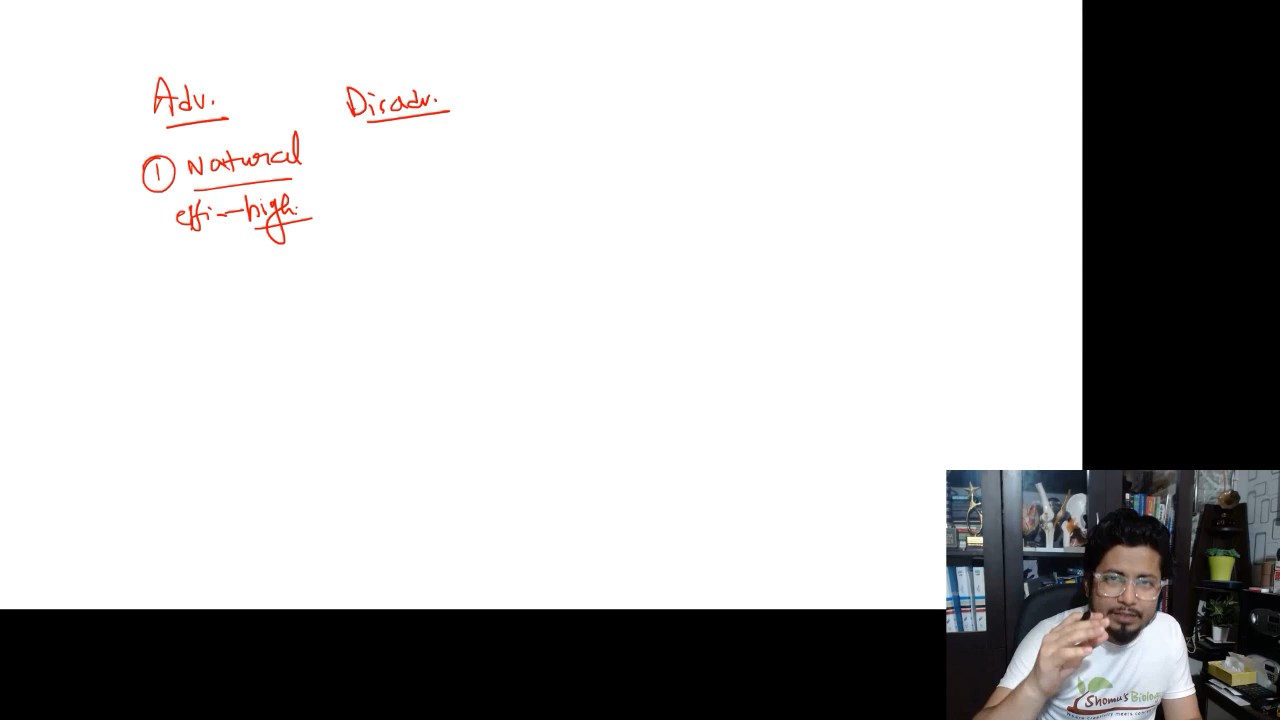 Adv. Disadv.
① Natural
effi. — high.
Shomu's Biology